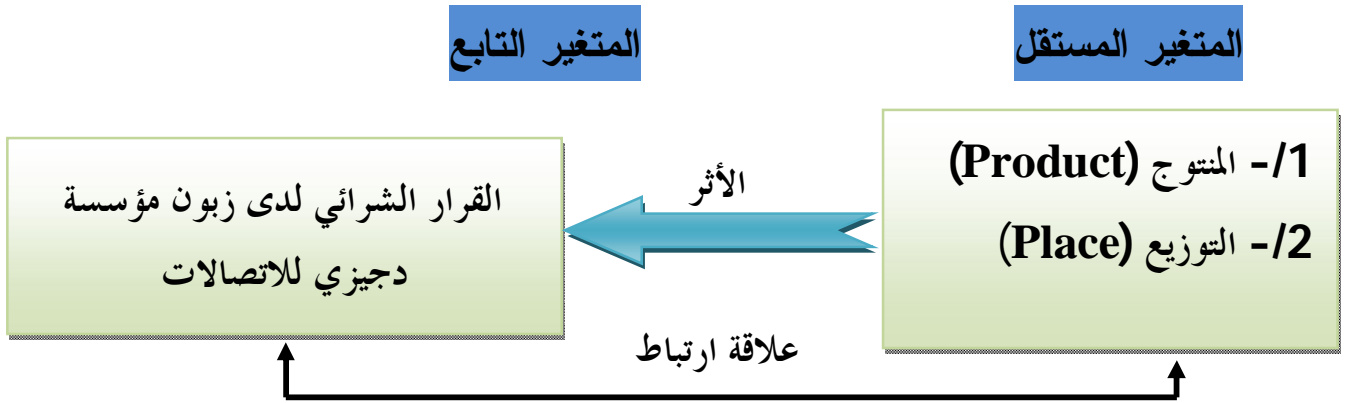 المتغير المستقل
المتغير التابع
1/- المنتوج (Product)
2/- التوزيع (Place)
الأثر
القرار الشرائي لدى زبون مؤسسة
دجيزي للاتصالات
علاقة ارتباط